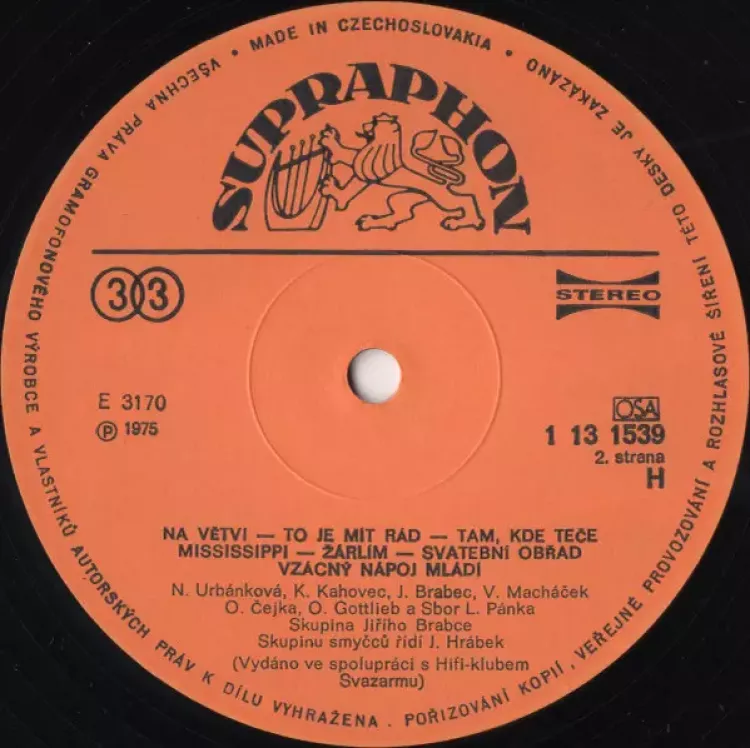 VŠECHNA PRÁVA GRAMOFONOVÉHO VÝROBCE A VLASTNÍKŮ AUTORSKÝCH PRÁV K DÍLU VYHRAŽENA . POŘIZOVÁNÍ KOPIÍ , VEŘEJNÉ PROVOZOVÁNÍ A ROZHLASOVÉ ŠÍŘENÍ TÉTO DESKY JE ZAKÁZÁNO
• MADE IN CZECHOSLOVAKIA •
SUPRAPHON
33
STEREO
E 3170
OSA
Ⓟ 1975
1 13 1539
2. strana
H
NA VĚTVI — TO JE MÍT RÁD — TAM, KDE TEČE
MISSISSIPPI — ŽÁRLÍM — SVATEBNÍ OBŘAD
VZÁCNÝ NÁPOJ MLÁDÍ
N. Urbánková, K. Kahovec, J. Brabec, V. Macháček
O. Čejka, O. Gottlieb a Sbor L. Pánka
Skupina Jiřího Brabce
Skupinu smyčců řídí J. Hrábek
(Vydáno ve spolupráci s Hifi-klubem
Svazarmu)